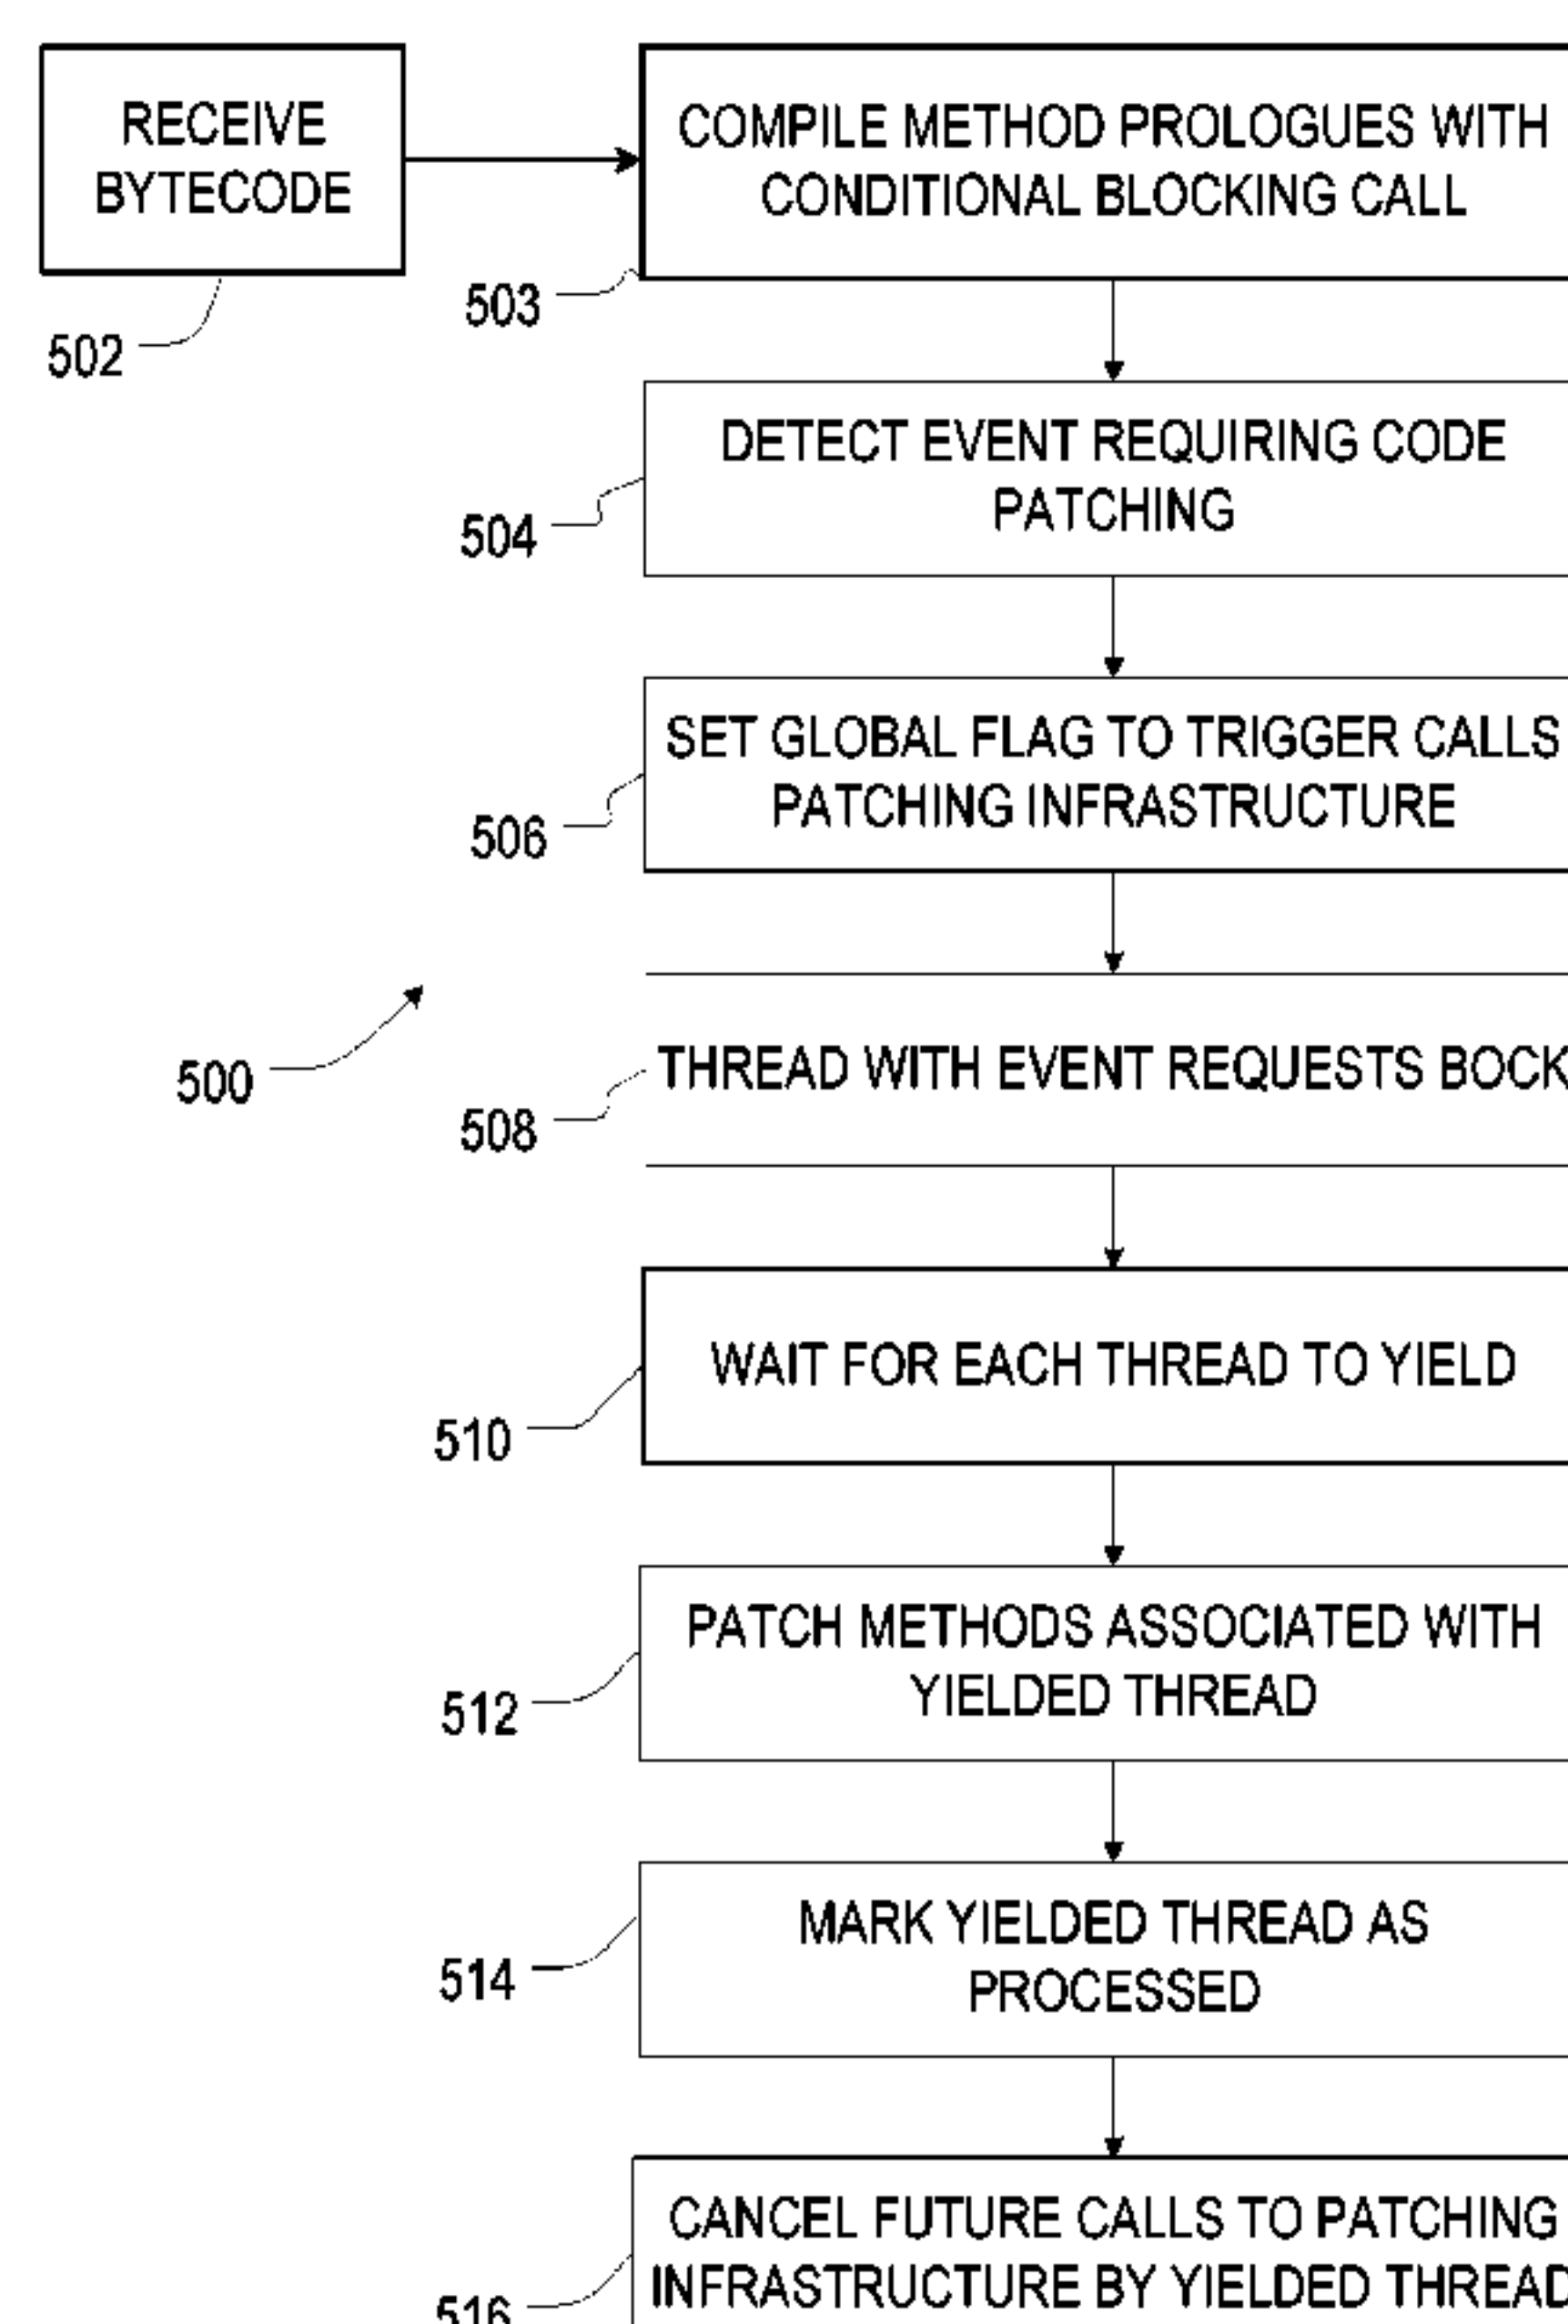 RECEIVE
BYTECODE
502
COMPILE METHOD PROLOGUES WITH
CONDITIONAL BLOCKING CALL
503
DETECT EVENT REQUIRING CODE
PATCHING
504
SET GLOBAL FLAG TO TRIGGER CALLS
PATCHING INFRASTRUCTURE
506
500
THREAD WITH EVENT REQUESTS BOCK
508
WAIT FOR EACH THREAD TO YIELD
510
PATCH METHODS ASSOCIATED WITH
YIELDED THREAD
512
MARK YIELDED THREAD AS
PROCESSED
514
CANCEL FUTURE CALLS TO PATCHING
INFRASTRUCTURE BY YIELDED THREAD
516